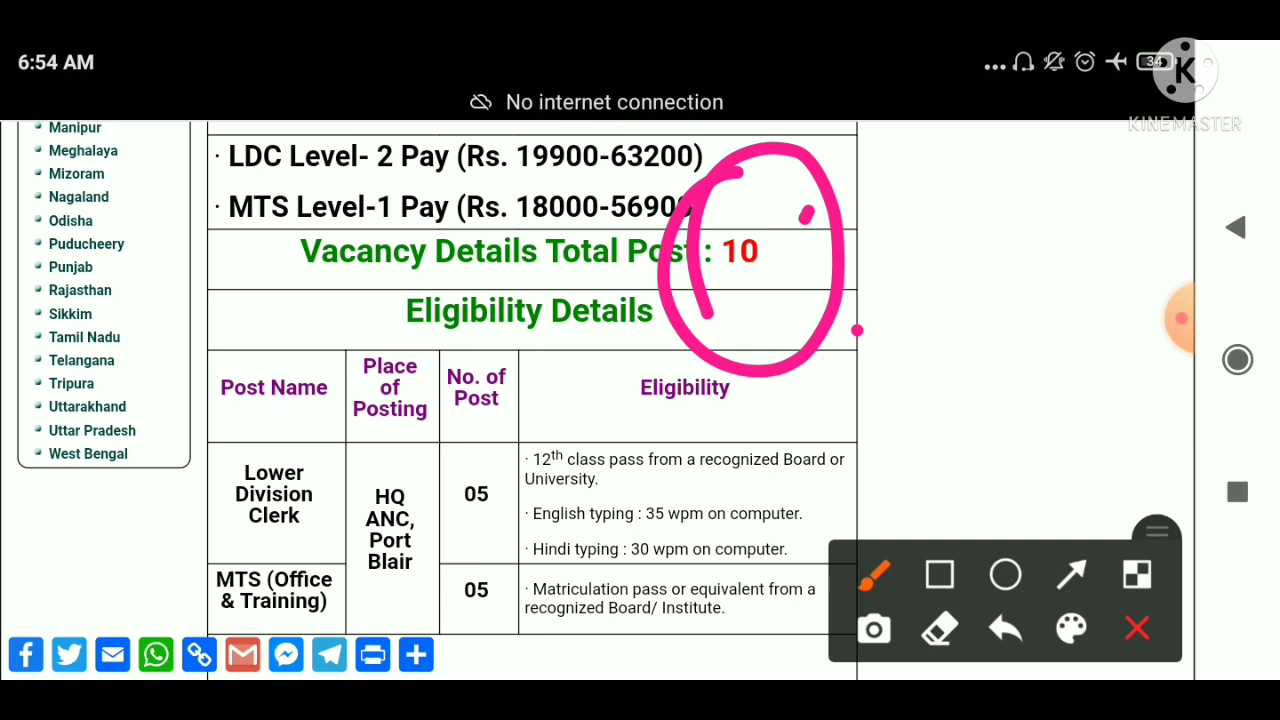 6:54 AM
34
No internet connection
K
KINEMASTER
Manipur
Meghalaya
Mizoram
Nagaland
Odisha
Puducheery
Punjab
Rajasthan
Sikkim
Tamil Nadu
Telangana
Tripura
Uttarakhand
Uttar Pradesh
West Bengal
· LDC Level- 2 Pay (Rs. 19900-63200)
· MTS Level-1 Pay (Rs. 18000-56900
Vacancy Details Total Post : 10
Eligibility Details
Post Name
Place of Posting
No. of Post
Eligibility
Lower
Division
Clerk
HQ
ANC,
Port
Blair
05
· 12th class pass from a recognized Board or
University.
· English typing : 35 wpm on computer.
· Hindi typing : 30 wpm on computer.
MTS (Office
& Training)
05
· Matriculation pass or equivalent from a
recognized Board/ Institute.